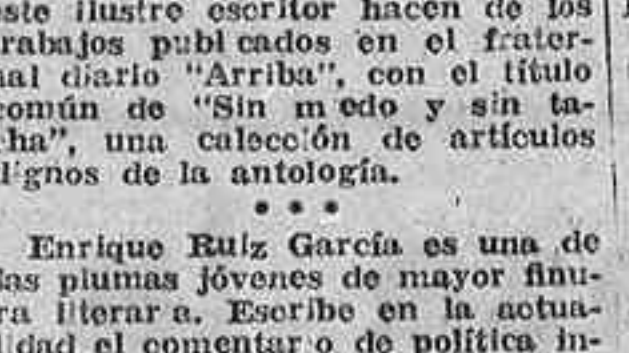 este ilustre escritor hacen de los
trabajos publicados en el frater-
nal diario "Arriba", con el título
común de "Sin miedo y sin ta-
cha", una calección de artículos
dignos de la antología.
* * *
Enrique Ruiz García es una de
las plumas jóvenes de mayor finu-
ra literaria. Escribe en la actua-
lidad el comentario de política in-